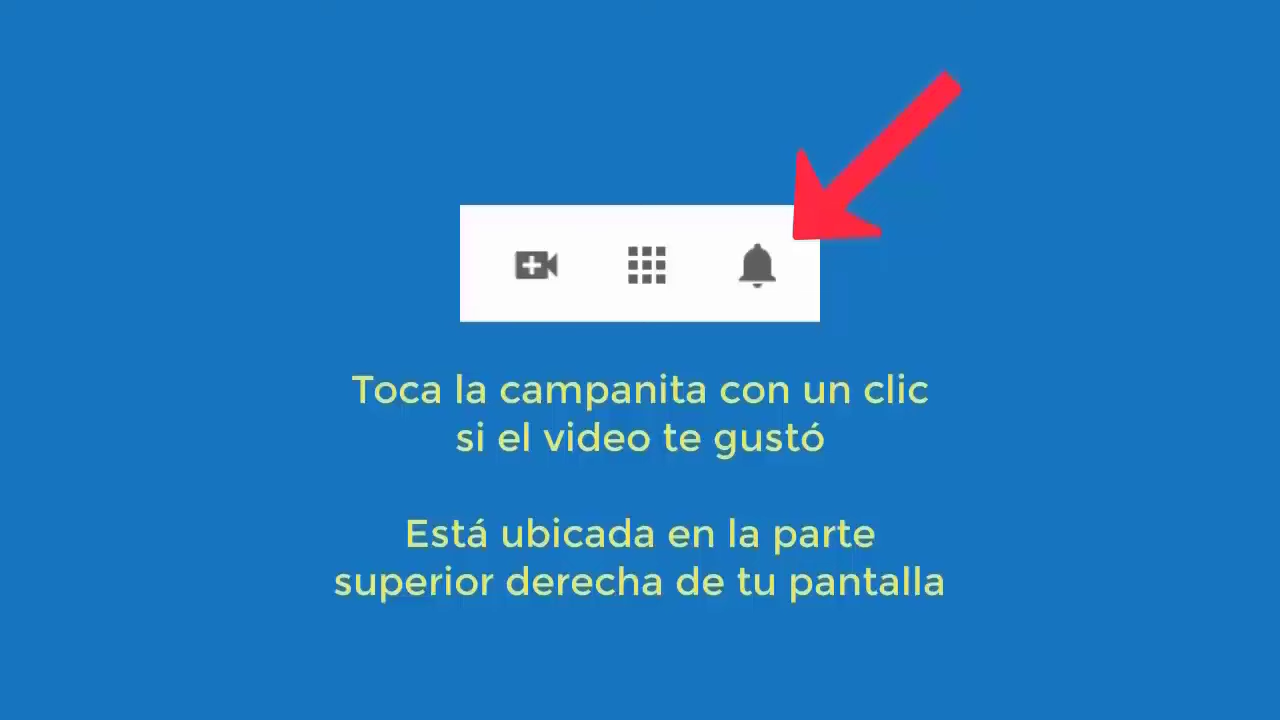 Toca la campanita con un clic
si el video te gustó
Está ubicada en la parte
superior derecha de tu pantalla